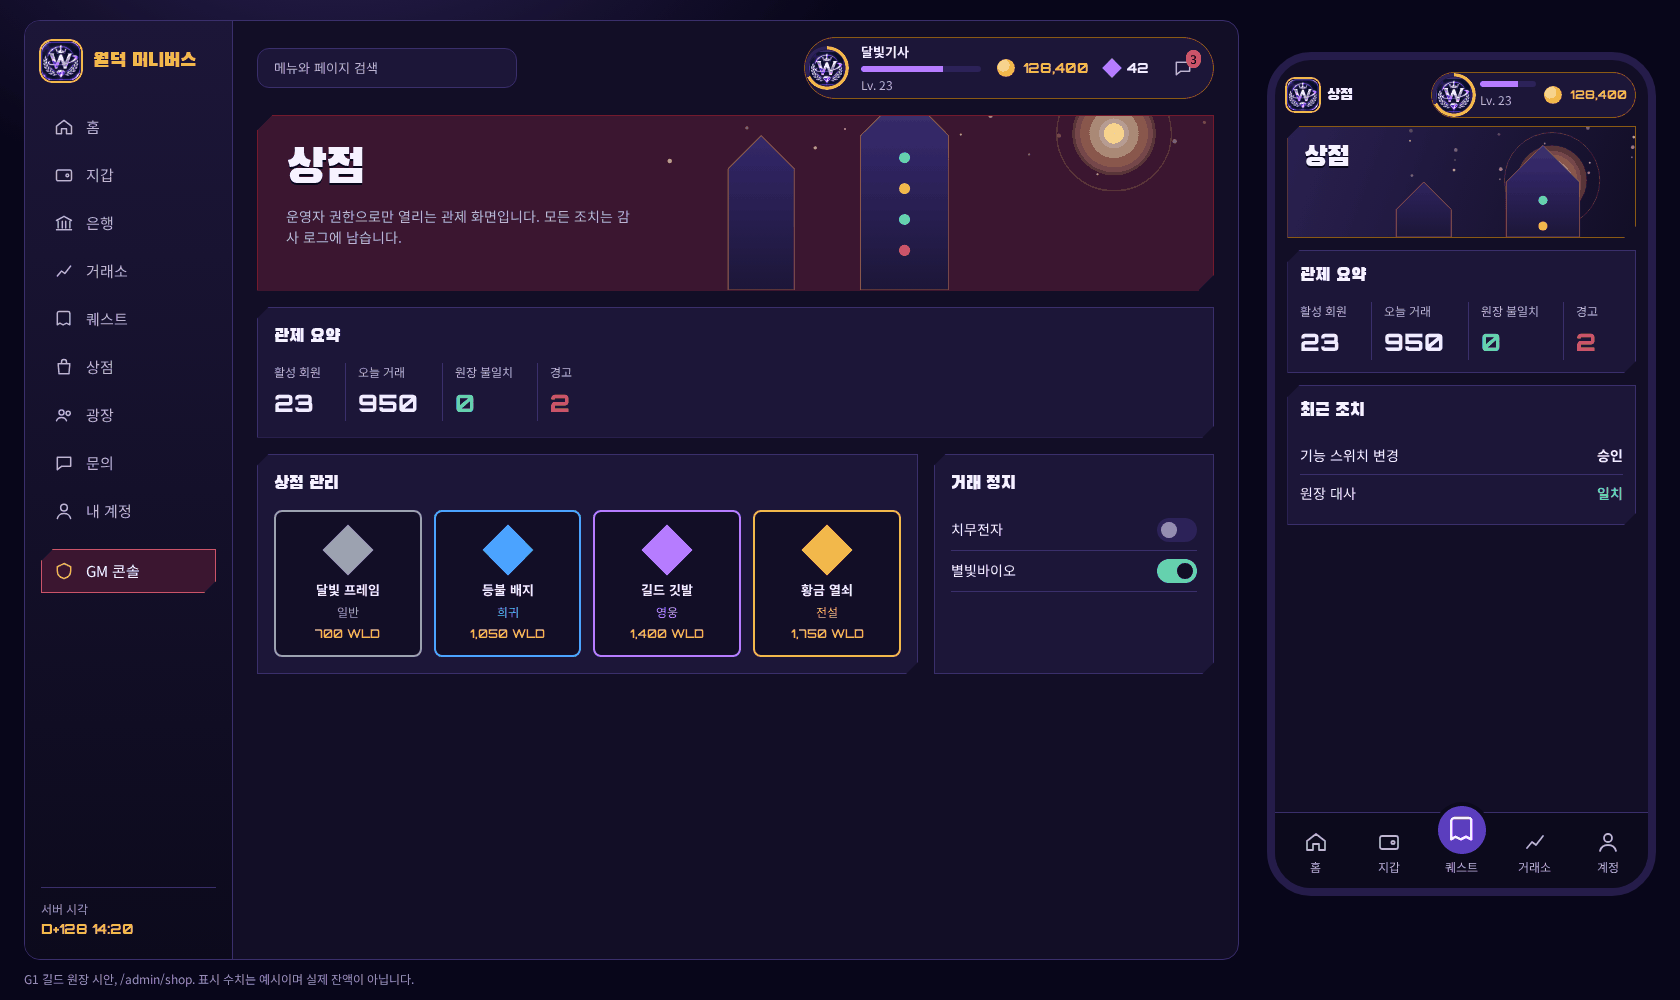 윋덕 머니버스
홈
지갑
은행
거래소
퀘스트
상점
광장
문의
내 계정
GM 콘솔
서버 시각
D+128 14:20
메뉴와 페이지 검색
달빛기사
Lv. 23
128,400
42
3
상점
운영자 권한으로만 열리는 관제 화면입니다. 모든 조치는 감
사 로그에 남습니다.
관제 요약
활성 회원
오늘 거래
원장 불일치
경고
23
950
0
2
상점 관리
달빛 프레임
일반
700 WLD
등불 배지
희귀
1,050 WLD
길드 깃발
영웅
1,400 WLD
황금 열쇠
전설
1,750 WLD
거래 정지
치무전자
별빛바이오
상점
Lv. 23
128,400
상점
관제 요약
활성 회원
오늘 거래
원장 불일치
경고
23
950
0
2
최근 조치
기능 스위치 변경
승인
원장 대사
일치
홈
지갑
퀘스트
거래소
계정
G1 길드 원장 시안, /admin/shop. 표시 수치는 예시이며 실제 잔액이 아닙니다.